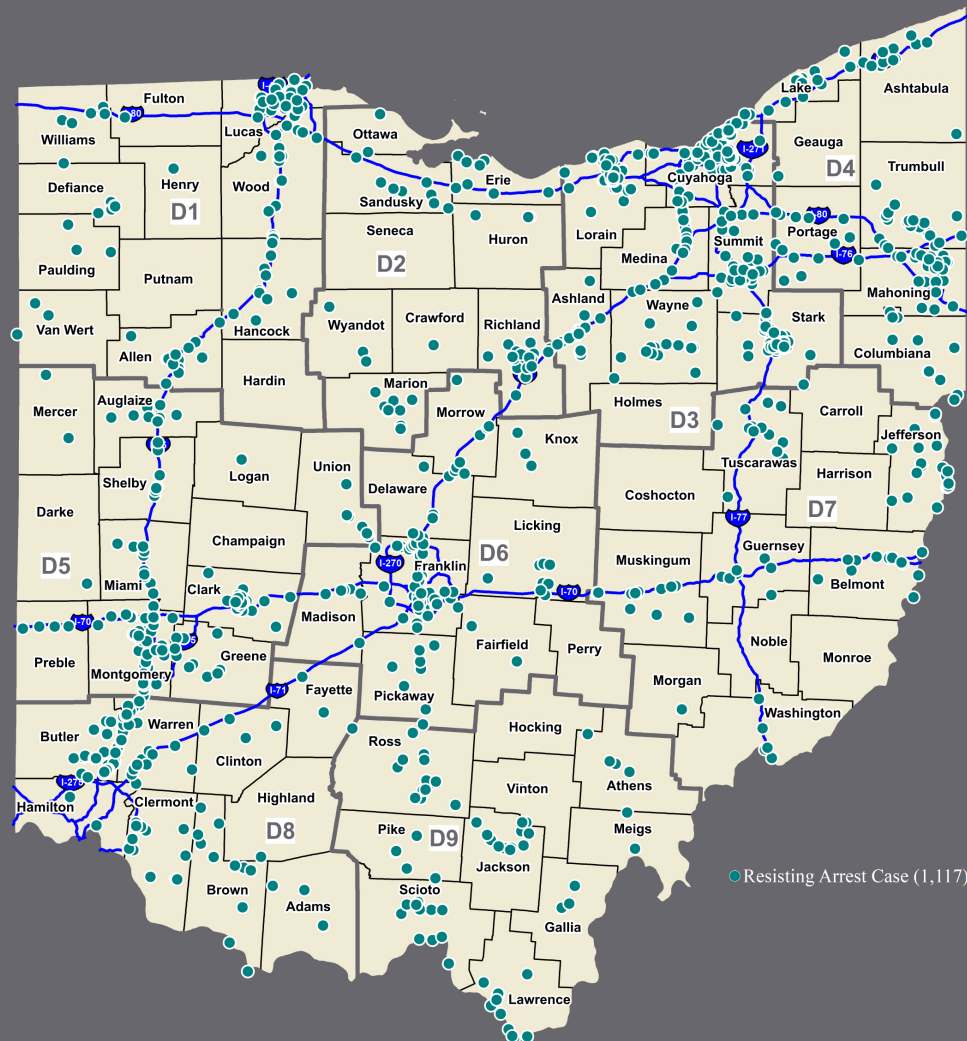 Lake
Ashtabula
Fulton
80
Lucas
Williams
Ottawa
Geauga
I-271
D4
Trumbull
Cuyahoga
Erie
Henry
Wood
Defiance
D1
Sandusky
Seneca
Huron
Lorain
Summit
I-80
Portage
D2
Medina
I-76
Paulding
Putnam
Mahoning
Ashland
Wayne
Stark
Van Wert
Hancock
Wyandot
Crawford
Richland
Allen
Columbiana
Hardin
Marion
Auglaize
Mercer
Morrow
Holmes
D3
Carroll
Jefferson
Knox
Tuscarawas
Harrison
Logan
Union
Shelby
Delaware
Coshocton
Darke
D7
I-77
Licking
Champaign
D6
Guernsey
D5
I-270
Franklin
Muskingum
Miami
Clark
I-70
Belmont
Madison
I-70
Fairfield
Perry
Noble
Monroe
Preble
Greene
Montgomery
I-71
Fayette
Pickaway
Morgan
Washington
Warren
Butler
Ross
Hocking
Clinton
I-275
Hamilton
Clermont
Highland
Vinton
Athens
D8
Pike
D9
Meigs
Jackson
Resisting Arrest Case (1,117)
Brown
Adams
Scioto
Gallia
Lawrence